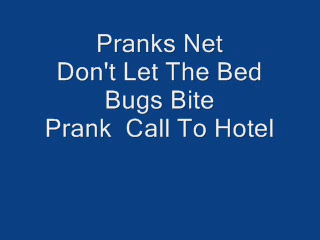 Pranks Net
Don't Let The Bed
Bugs Bite
Prank  Call To Hotel